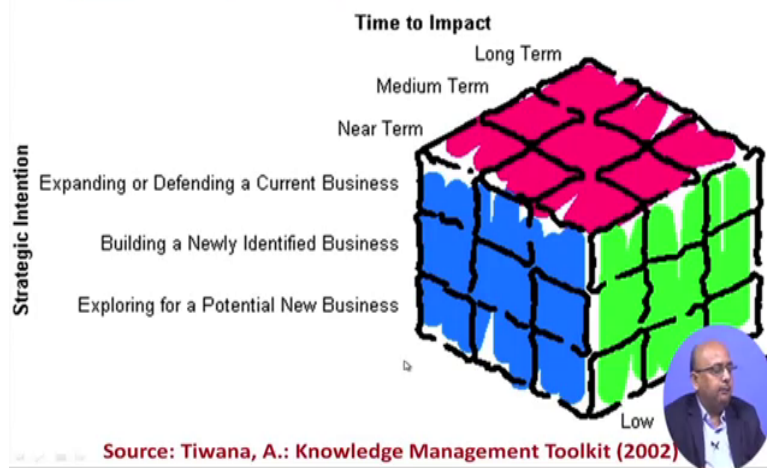 Time to Impact
Long Term
Medium Term
Near Term
Strategic Intention
Expanding or Defending a Current Business
Building a Newly Identified Business
Exploring for a Potential New Business
Low
Source: Tiwana, A.: Knowledge Management Toolkit (2002)